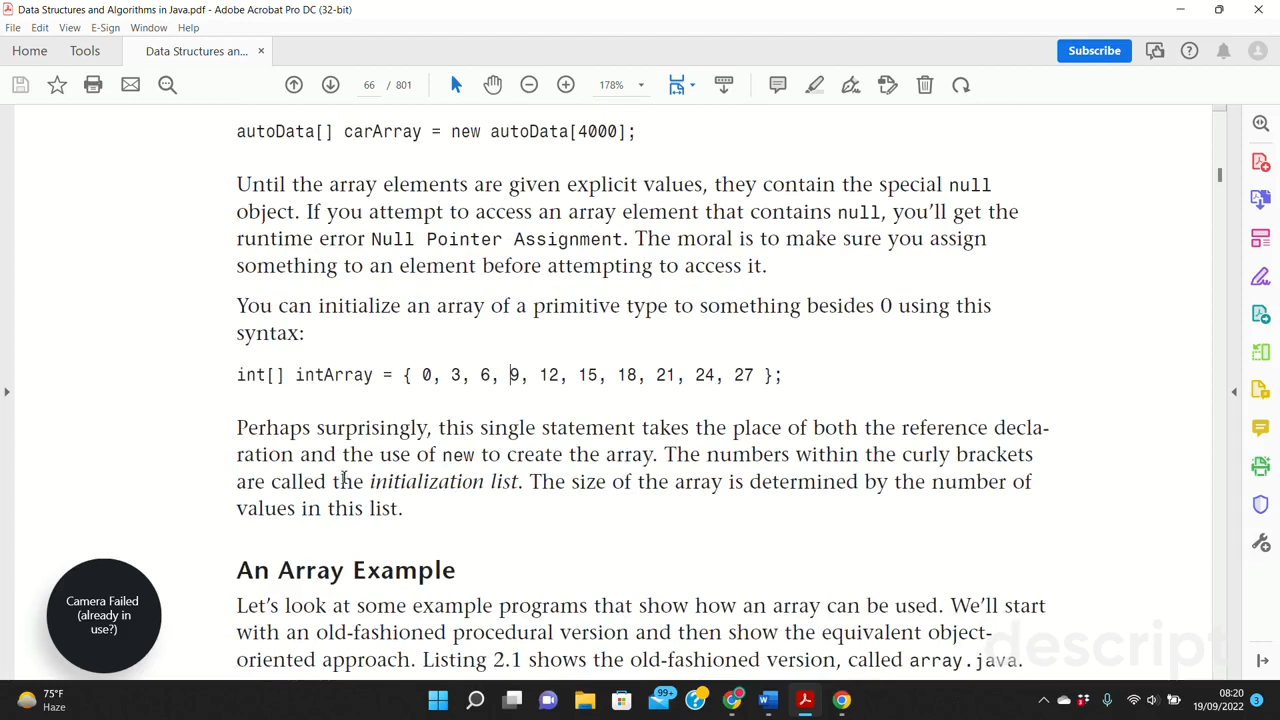 Data Structures and Algorithms in Java.pdf - Adobe Acrobat Pro DC (32-bit)
File Edit View E-Sign Window Help
Home Tools Data Structures an... × Subscribe
66 / 801 178%
autoData[] carArray = new autoData[4000];
Until the array elements are given explicit values, they contain the special null
object. If you attempt to access an array element that contains null, you’ll get the
runtime error Null Pointer Assignment. The moral is to make sure you assign
something to an element before attempting to access it.
You can initialize an array of a primitive type to something besides 0 using this
syntax:
int[] intArray = { 0, 3, 6, 9, 12, 15, 18, 21, 24, 27 };
Perhaps surprisingly, this single statement takes the place of both the reference decla-
ration and the use of new to create the array. The numbers within the curly brackets
are called the initialization list. The size of the array is determined by the number of
values in this list.
An Array Example
Let’s look at some example programs that show how an array can be used. We’ll start
with an old-fashioned procedural version and then show the equivalent object-
oriented approach. Listing 2.1 shows the old-fashioned version, called array.java.
Camera Failed
(already in
use?)
descript
75°F
Haze
99+
08:20
19/09/2022
3